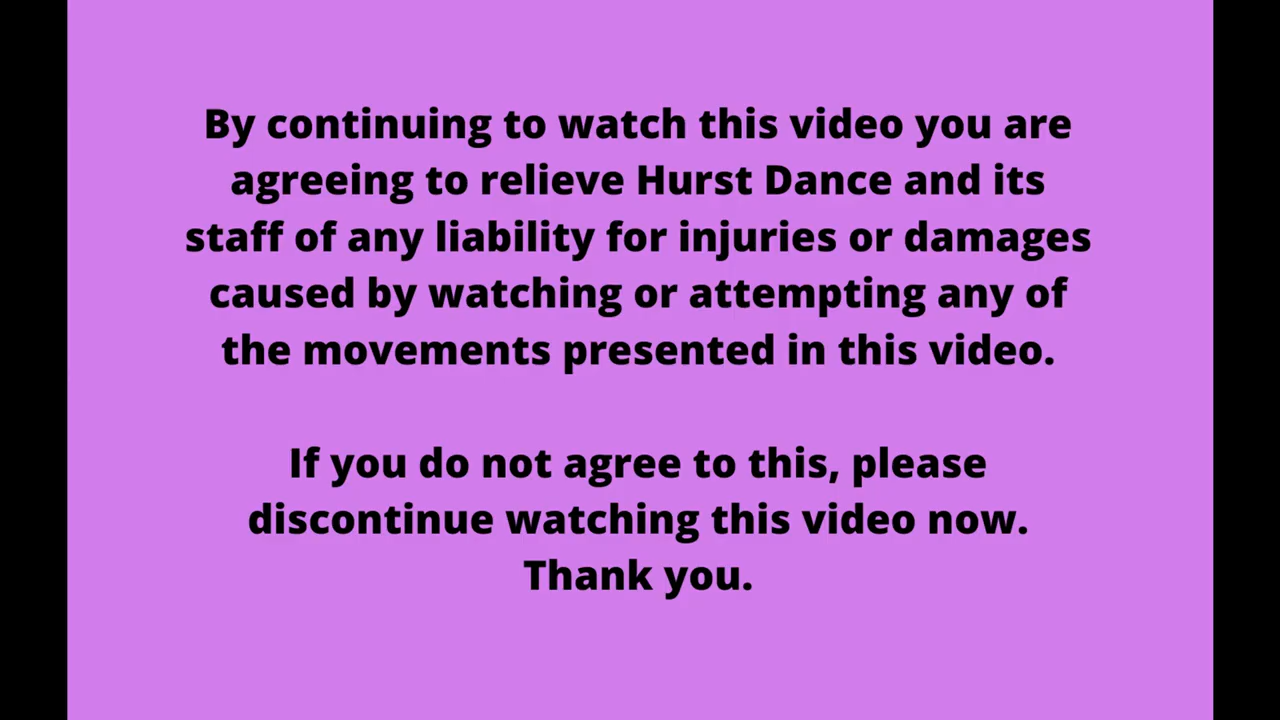 By continuing to watch this video you are
agreeing to relieve Hurst Dance and its
staff of any liability for injuries or damages
caused by watching or attempting any of
the movements presented in this video.
If you do not agree to this, please
discontinue watching this video now.
Thank you.